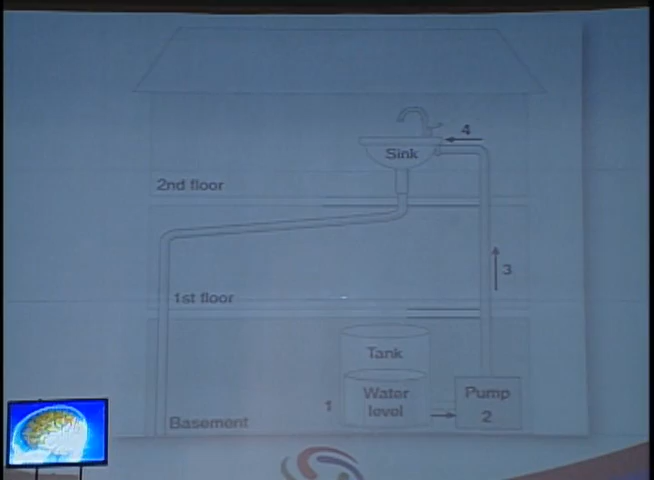 4
Sink
2nd floor
3
1st floor
Tank
Water
level
1
Pump
2
Basement